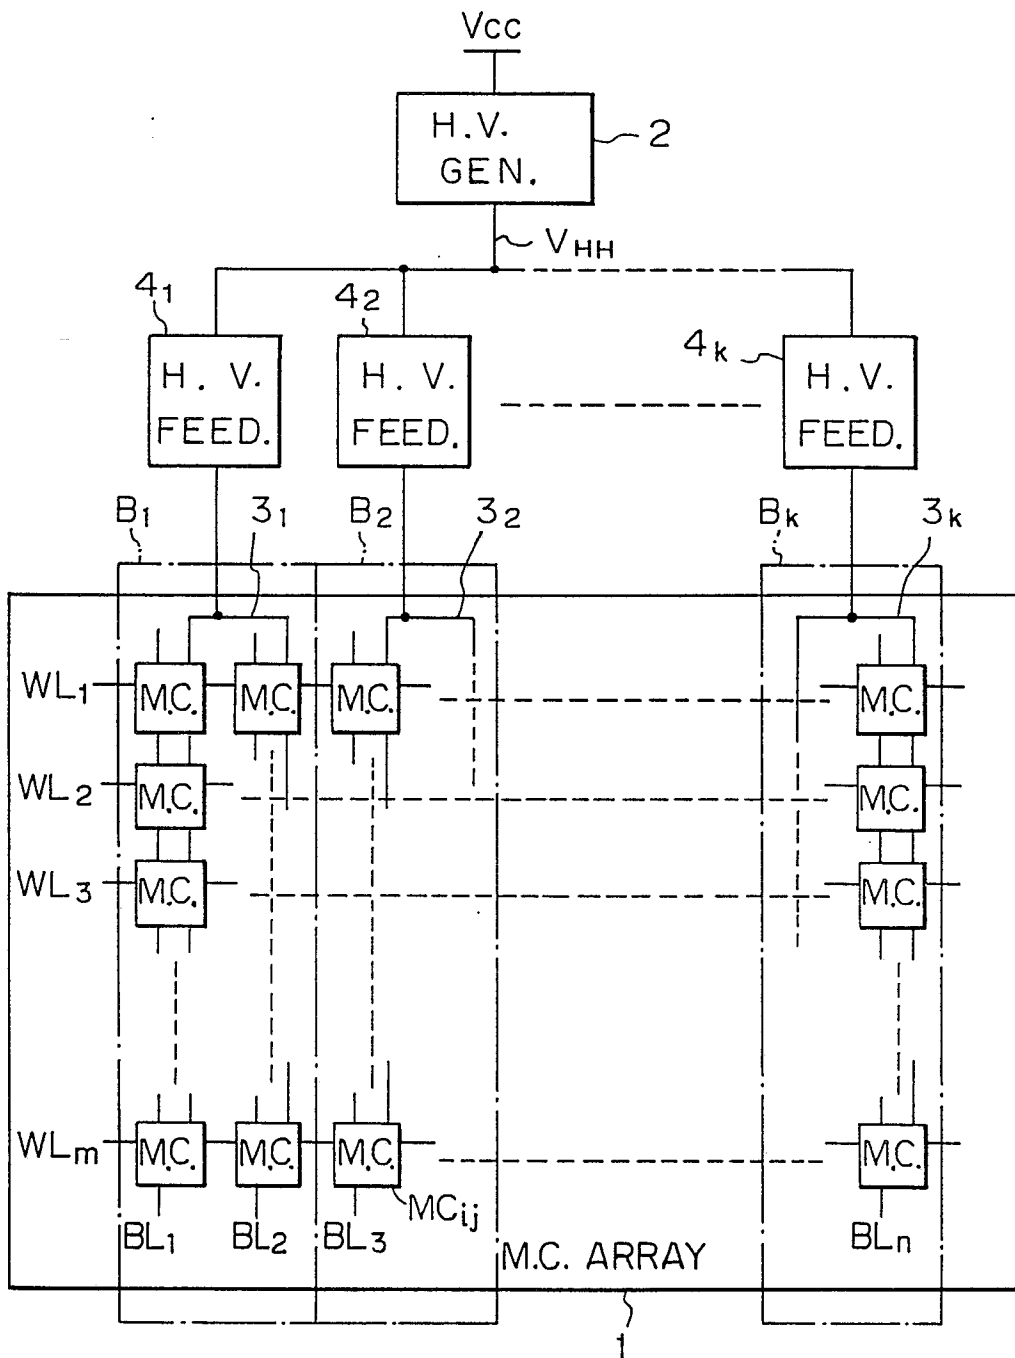 Vcc
H.V.
GEN.
2
VHH
41
42
4k
H. V.
FEED.
H. V.
FEED.
H. V.
FEED.
B1
31
B2
32
Bk
3k
WL1
M.C.
M.C.
M.C.
M.C.
WL2
M.C.
M.C.
WL3
M.C.
M.C.
WLm
M.C.
M.C.
M.C.
M.C.
MCij
BL1
BL2
BL3
BLn
M.C. ARRAY
1